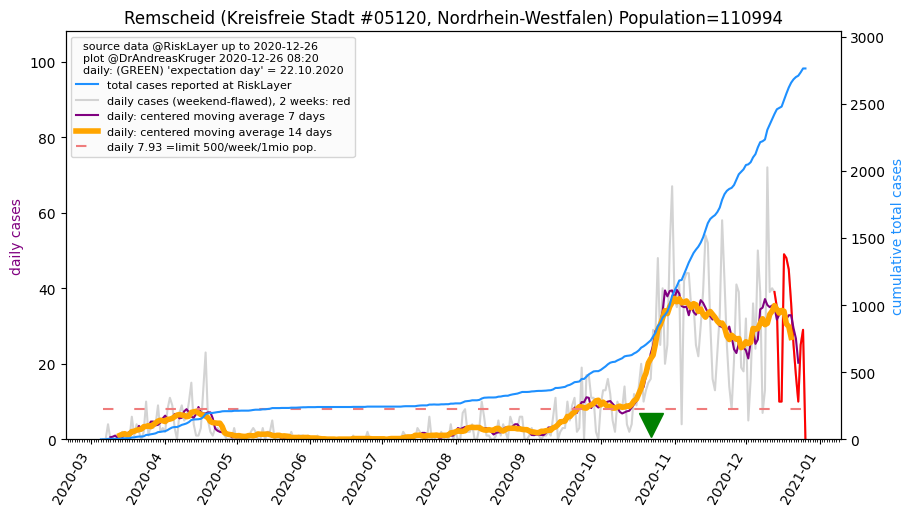 Remscheid (Kreisfreie Stadt #05120, Nordrhein-Westfalen) Population=110994
source data @RiskLayer up to 2020-12-26
plot @DrAndreasKruger 2020-12-26 08:20
daily: (GREEN) 'expectation day' = 22.10.2020
total cases reported at RiskLayer
daily cases (weekend-flawed), 2 weeks: red
daily: centered moving average 7 days
daily: centered moving average 14 days
daily 7.93 =limit 500/week/1mio pop.
daily cases
100
80
60
40
20
0
cumulative total cases
3000
2500
2000
1500
1000
500
0
2020-03
2020-04
2020-05
2020-06
2020-07
2020-08
2020-09
2020-10
2020-11
2020-12
2021-01